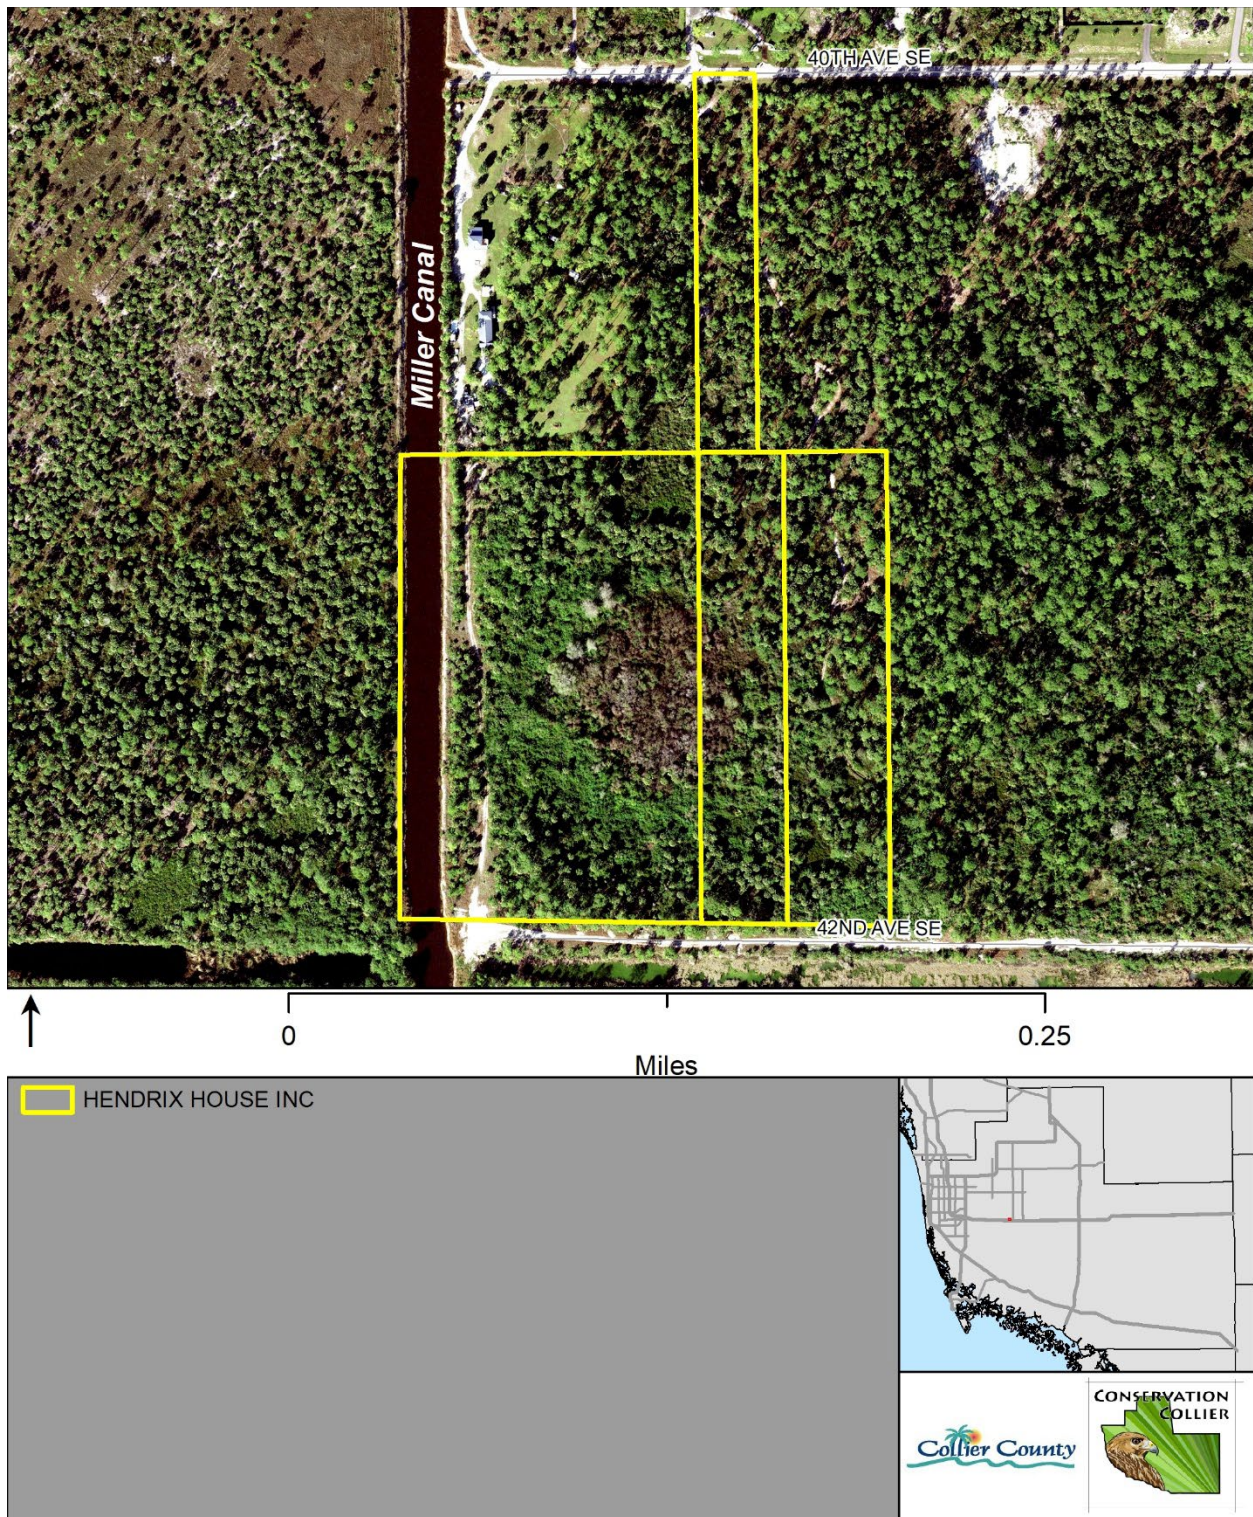 40TH AVE SE
Miller Canal
42ND AVE SE
0
0.25
Miles
HENDRIX HOUSE INC
Collier County
CONSERVATION
COLLIER